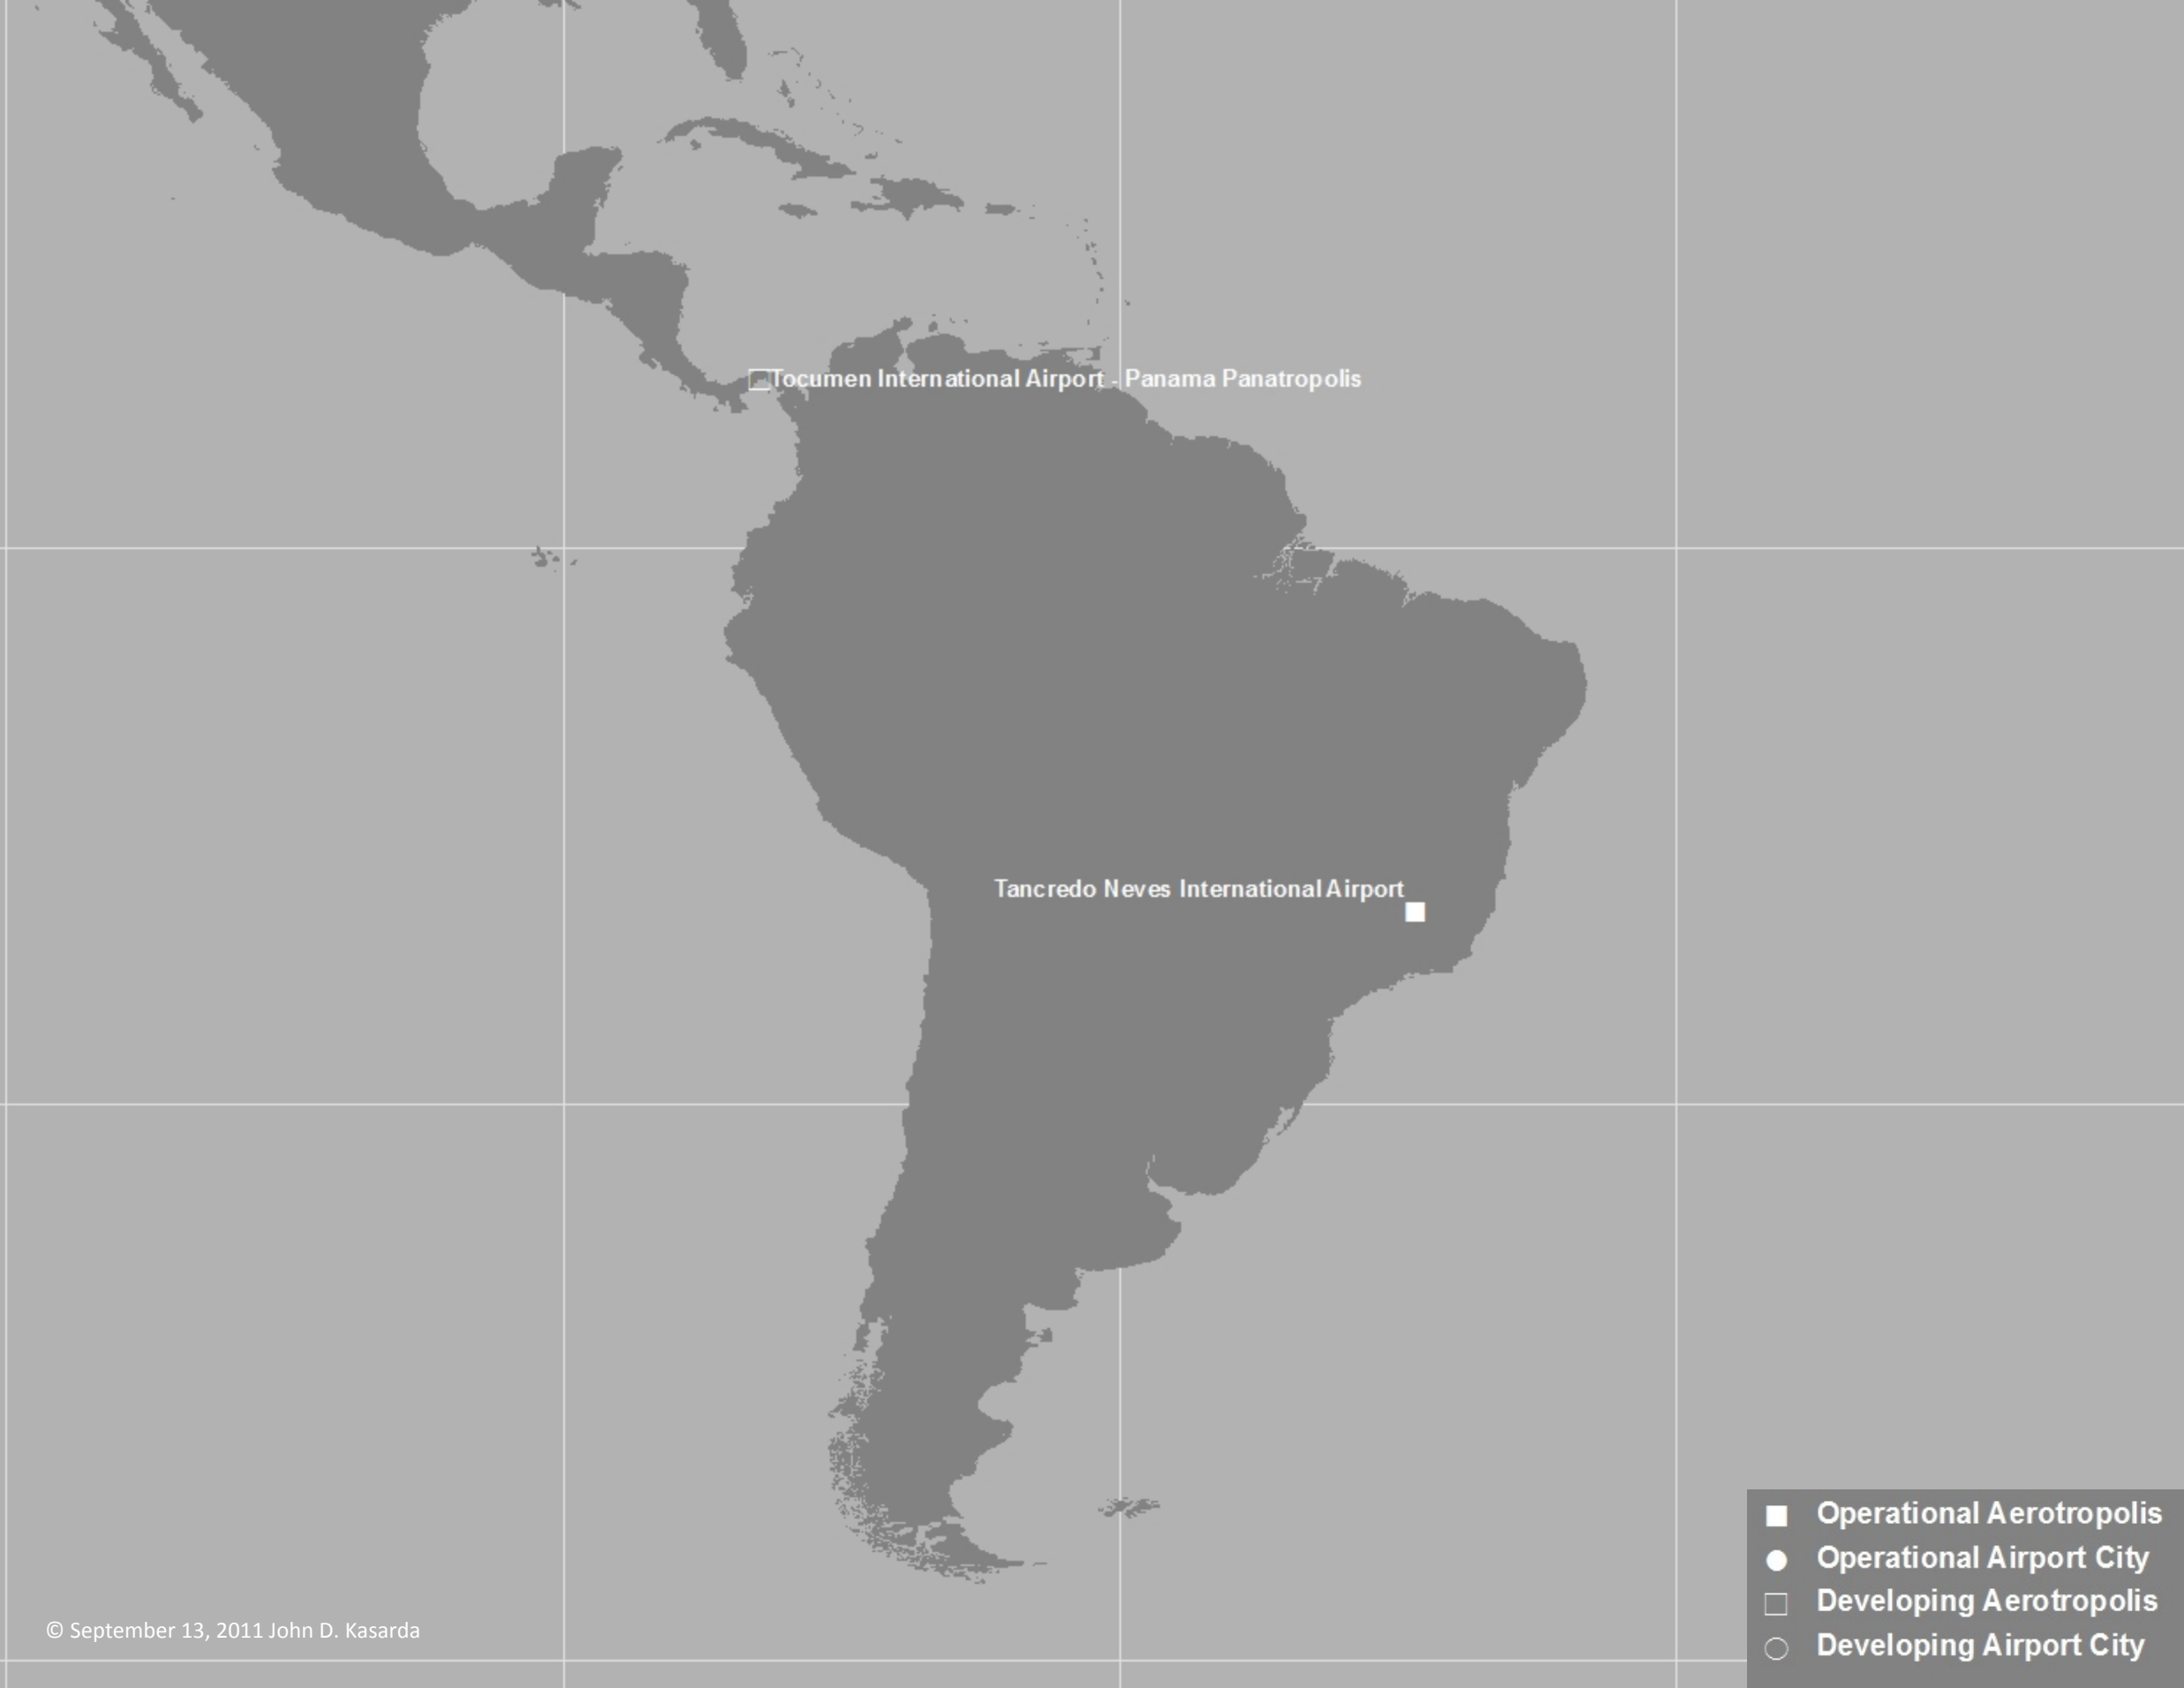 Tocumen International Airport - Panama Panatropolis
Tancredo Neves International Airport
Operational Aerotropolis
Operational Airport City
Developing Aerotropolis
Developing Airport City
© September 13, 2011 John D. Kasarda